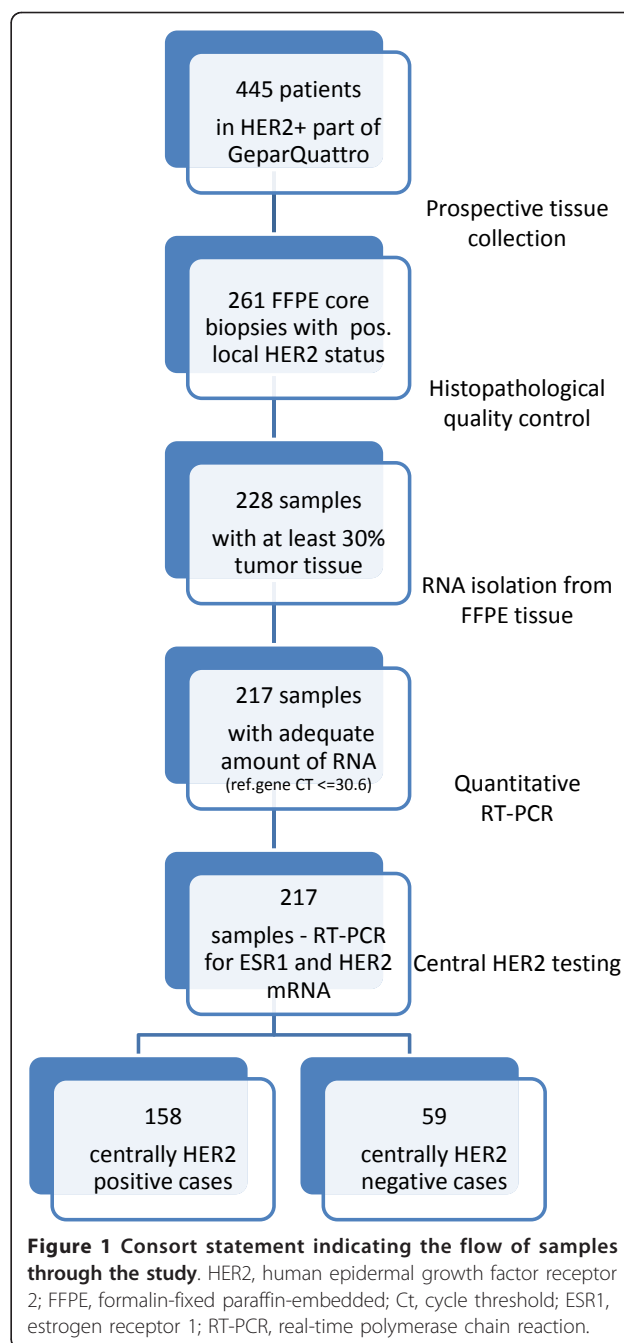 445 patients
in HER2+ part of
GeparQuattro
Prospective tissue
collection
261 FFPE core
biopsies with pos.
local HER2 status
Histopathological
quality control
228 samples
with at least 30%
tumor tissue
RNA isolation from
FFPE tissue
217 samples
with adequate
amount of RNA
(ref.gene CT <=30.6)
Quantitative
RT-PCR
217
samples - RT-PCR
for ESR1 and HER2
mRNA
Central HER2 testing
158
centrally HER2
positive cases
59
centrally HER2
negative cases
Figure 1 Consort statement indicating the flow of samples
through the study. HER2, human epidermal growth factor receptor
2; FFPE, formalin-fixed paraffin-embedded; Ct, cycle threshold; ESR1,
estrogen receptor 1; RT-PCR, real-time polymerase chain reaction.